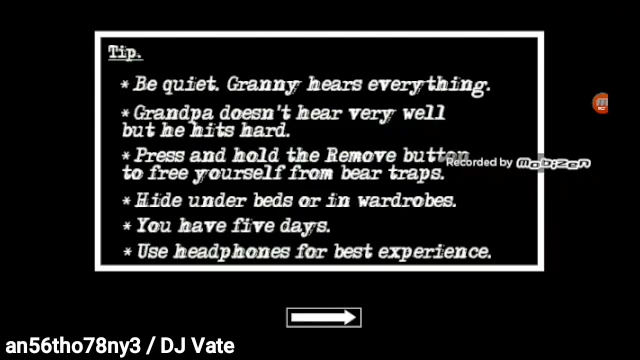 Tip.
* Be quiet. Granny hears everything.
* Grandpa doesn't hear very well
but he hits hard.
* Press and hold the Remove button
to free yourself from bear traps.
Recorded by mobizen
* Hide under beds or in wardrobes.
* You have five days.
* Use headphones for best experience.
an56tho78ny3 / DJ Vate